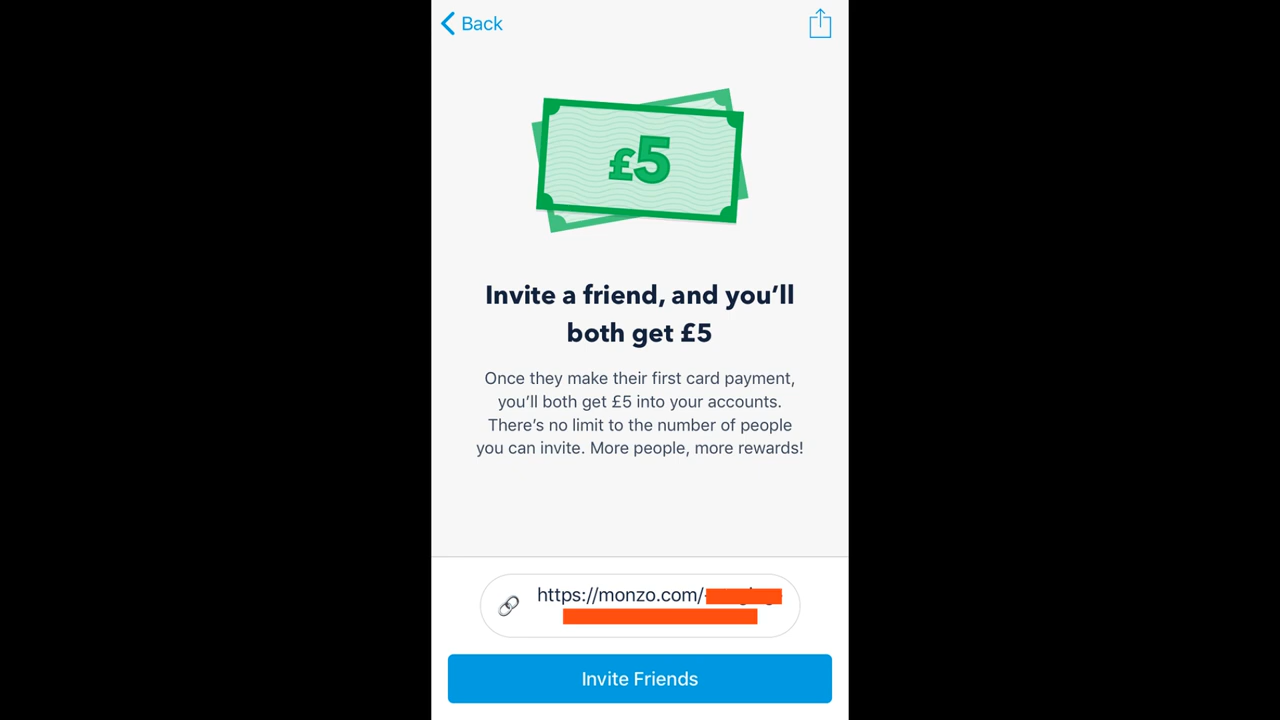 Back
£5
Invite a friend, and you’ll
both get £5
Once they make their first card payment,
you’ll both get £5 into your accounts.
There’s no limit to the number of people
you can invite. More people, more rewards!
https://monzo.com/
Invite Friends